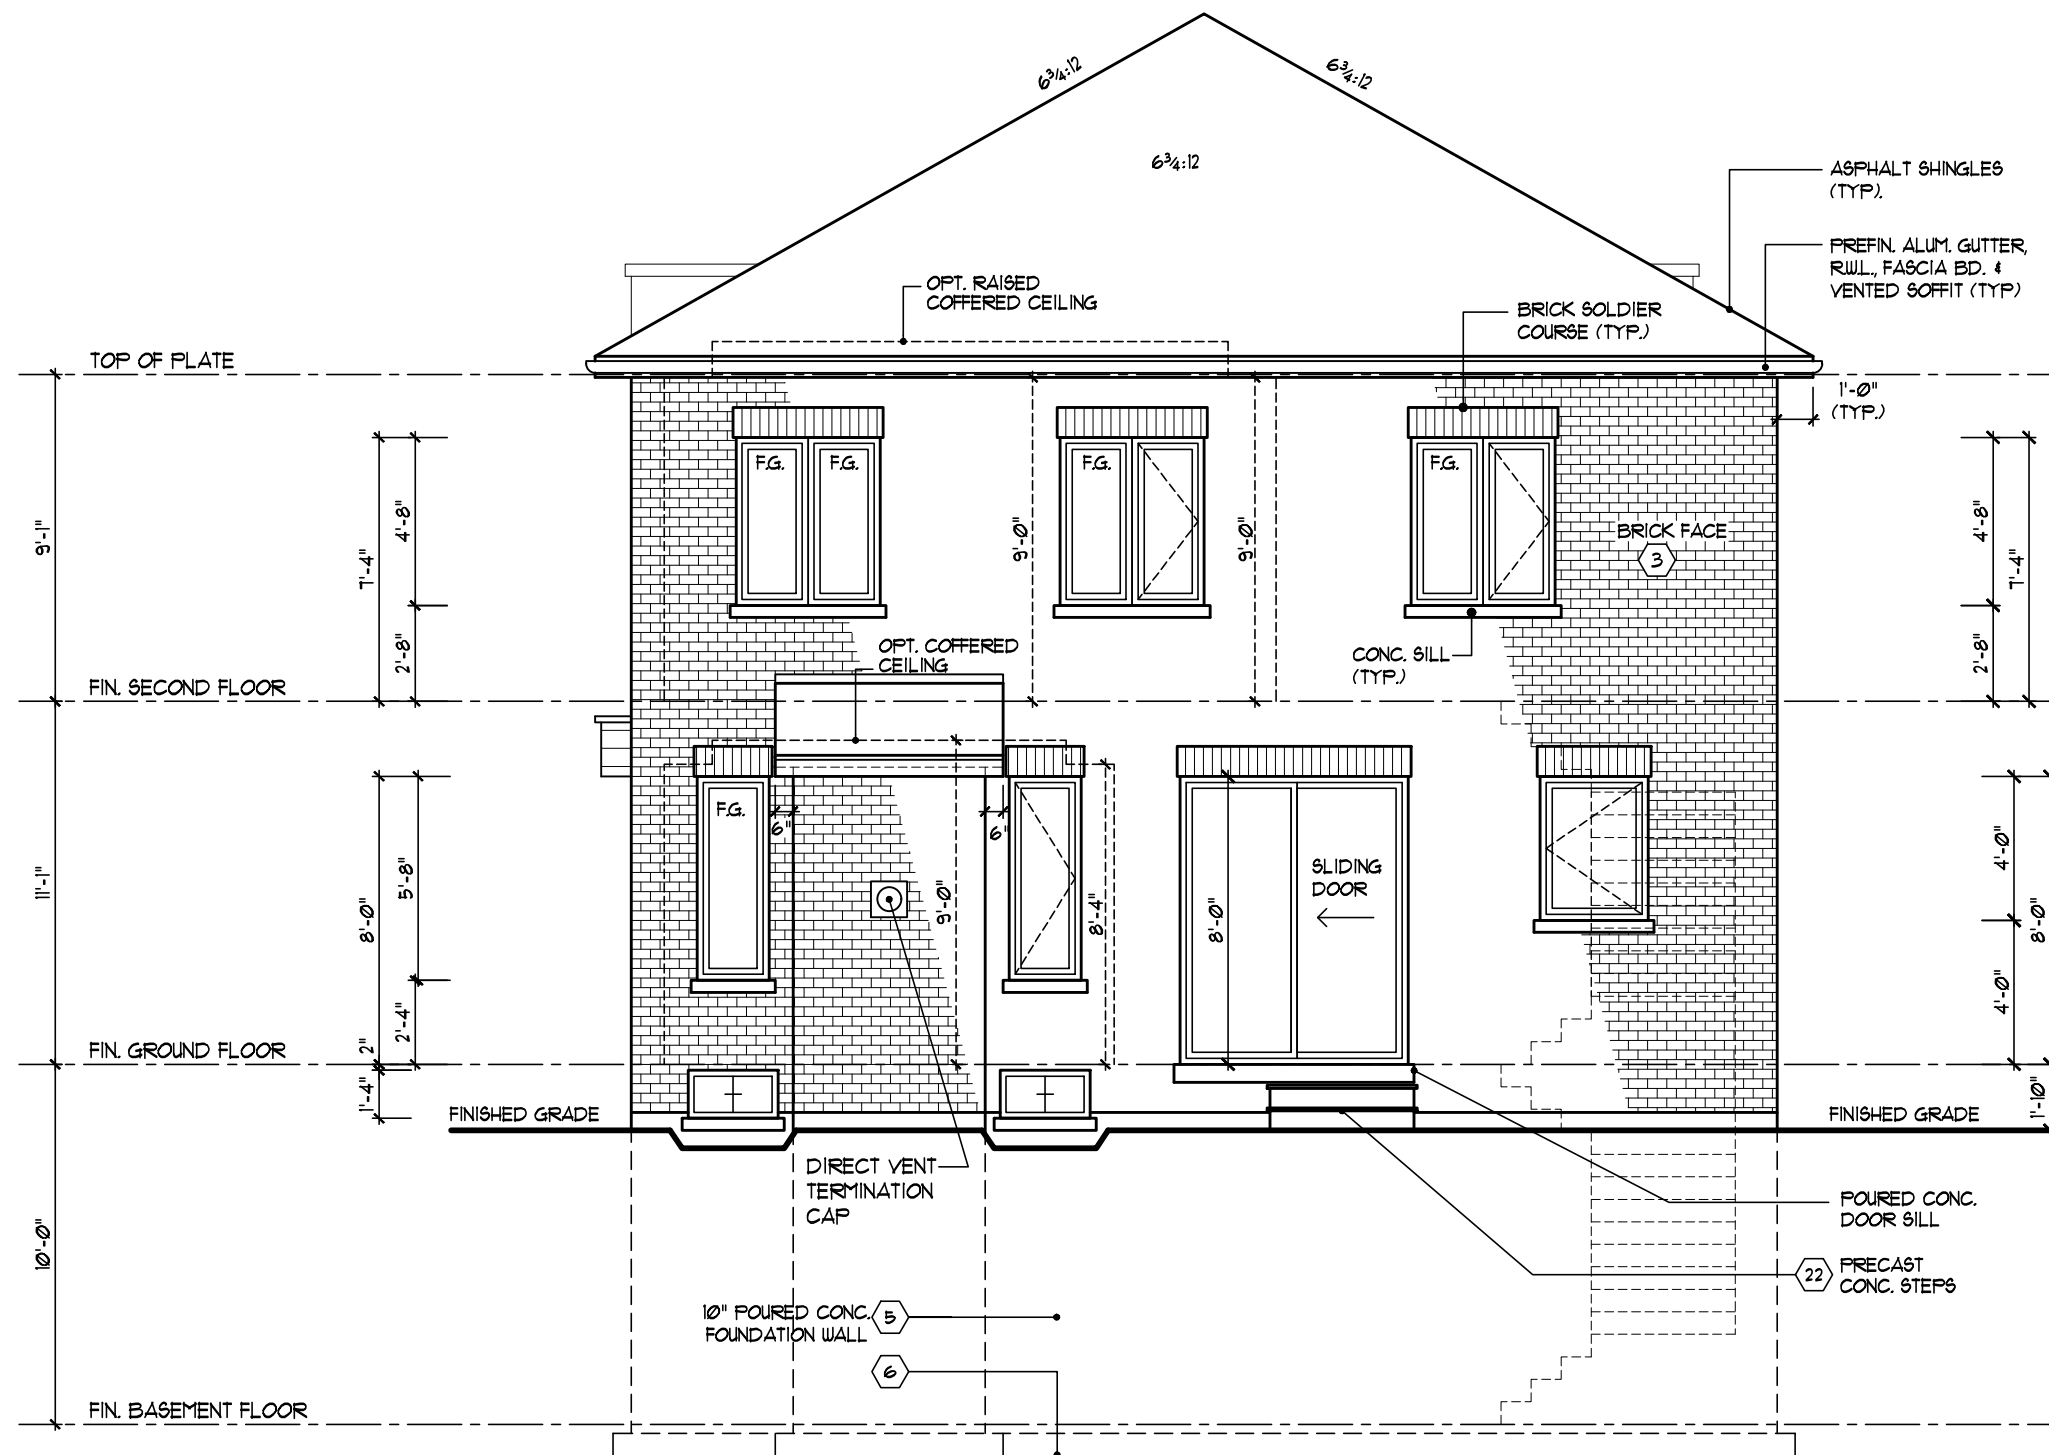 6¾:12
6¾:12
6¾:12
ASPHALT SHINGLES
(TYP).
PREFIN. ALUM. GUTTER,
R.W.L., FASCIA BD. &
VENTED SOFFIT (TYP)
OPT. RAISED
COFFERED CEILING
BRICK SOLDIER
COURSE (TYP.)
TOP OF PLATE
1'-0"
(TYP.)
F.G.
F.G.
F.G.
F.G.
9'-1"
7'-4"
4'-8"
2'-8"
9'-0"
9'-0"
BRICK FACE
3
4'-8"
7'-4"
2'-8"
OPT. COFFERED
CEILING
CONC. SILL
(TYP.)
FIN. SECOND FLOOR
F.G.
6"
6"
11'-1"
8'-0"
5'-8"
2'-4"
9'-0"
8'-4"
8'-0"
SLIDING
DOOR
4'-0"
8'-0"
4'-0"
FIN. GROUND FLOOR
2"
1'-4"
1'-10"
FINISHED GRADE
FINISHED GRADE
DIRECT VENT
TERMINATION
CAP
POURED CONC.
DOOR SILL
22
PRECAST
CONC. STEPS
10'-0"
10" POURED CONC.
FOUNDATION WALL
5
6
FIN. BASEMENT FLOOR